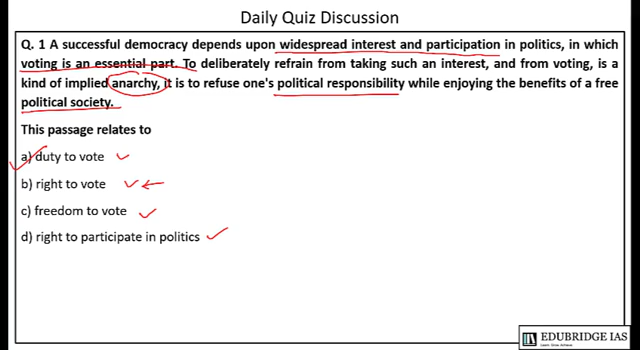 Daily Quiz Discussion
Q. 1 A successful democracy depends upon widespread interest and participation in politics, in which
voting is an essential part. To deliberately refrain from taking such an interest, and from voting, is a
kind of implied anarchy, it is to refuse one's political responsibility while enjoying the benefits of a free
political society.
This passage relates to
a) duty to vote
b) right to vote
c) freedom to vote
d) right to participate in politics
EDUBRIDGE IAS
Learn. Grow. Achieve.